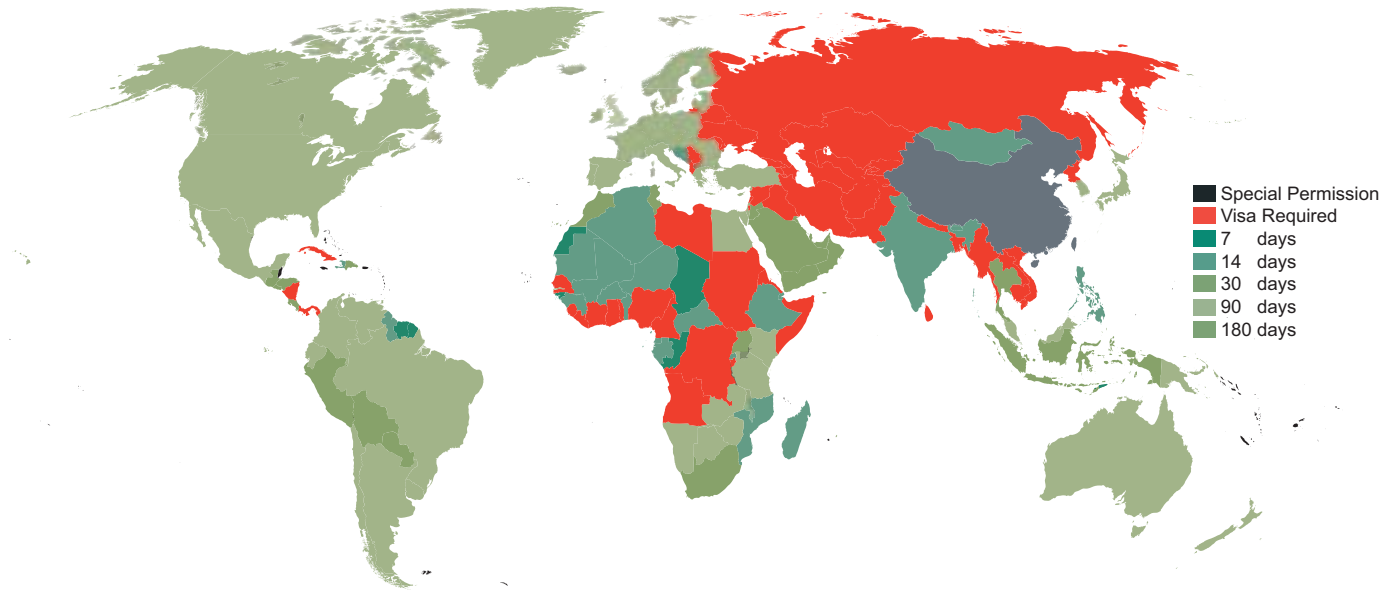 Special Permission
Visa Required
7 days
14 days
30 days
90 days
180 days